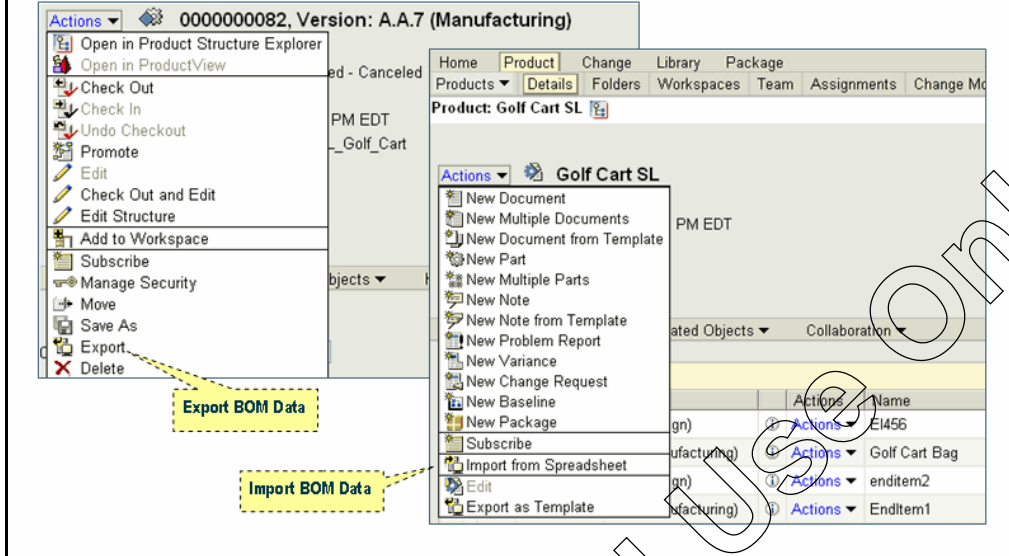 Actions 0000000082, Version: A.A.7 (Manufacturing)
Open in Product Structure Explorer
Open in ProductView
Check Out
Check In
Undo Checkout
Promote
Edit
Check Out and Edit
Edit Structure
Add to Workspace
Subscribe
Manage Security
Move
Save As
Export
Delete
ed - Canceled
PM EDT
_Golf_Cart
bjects
Export BOM Data
Home Product Change Library Package
Products Details Folders Workspaces Team Assignments Change Mo
Product: Golf Cart SL
Actions Golf Cart SL
New Document
New Multiple Documents
New Document from Template
New Part
New Multiple Parts
New Note
New Note from Template
New Problem Report
New Variance
New Change Request
New Baseline
New Package
Subscribe
Import from Spreadsheet
Edit
Export as Template
PM EDT
ated Objects Collaboration
Actions Name
gn) Actions EI456
ufacturing) Actions Golf Cart Bag
gn) Actions enditem2
ufacturing) Actions EndItem1
Import BOM Data
Use Onl